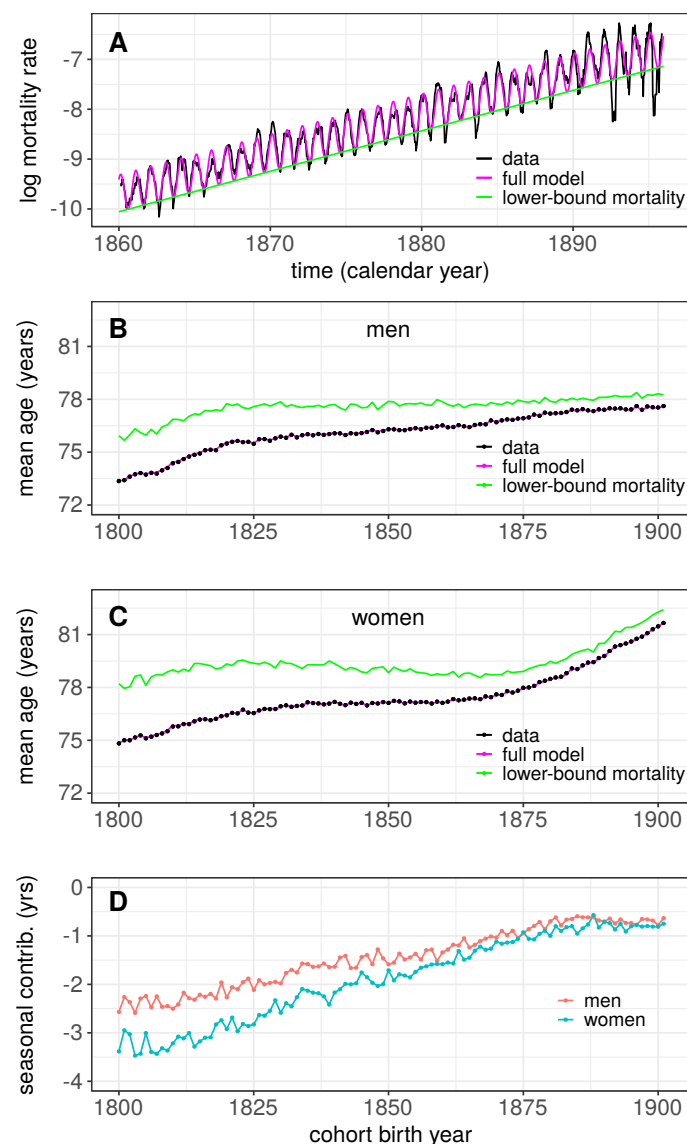 A
log mortality rate
-7
-8
-9
-10
data
full model
lower-bound mortality
1860 1870 1880 1890
time (calendar year)
B
men
mean age (years)
81
78
75
72
data
full model
lower-bound mortality
1800 1825 1850 1875 1900
C
women
mean age (years)
81
78
75
72
data
full model
lower-bound mortality
1800 1825 1850 1875 1900
D
seasonal contrib. (yrs)
0
-1
-2
-3
-4
men
women
1800 1825 1850 1875 1900
cohort birth year